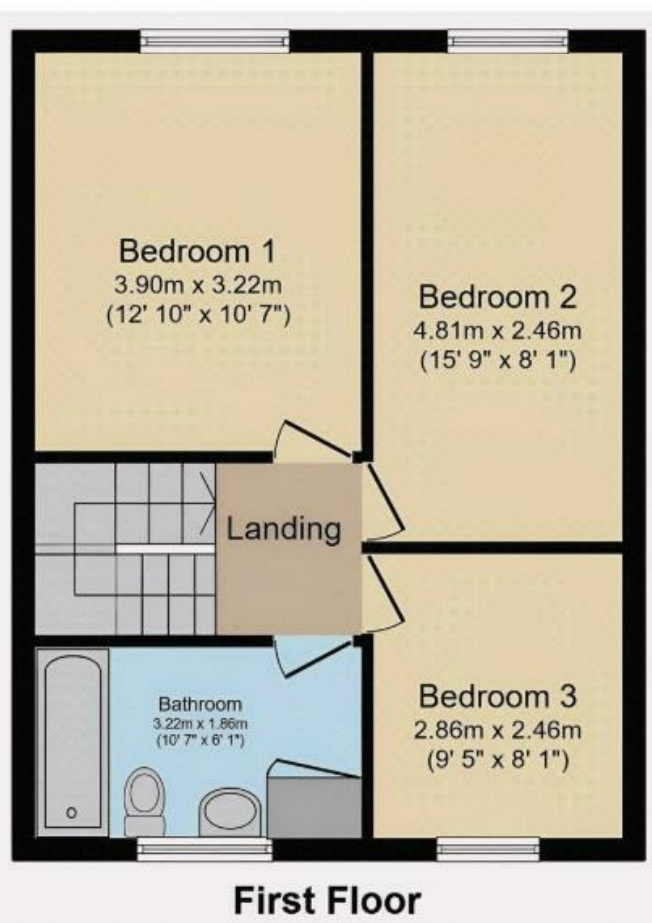 Bedroom 1
3.90m x 3.22m
(12' 10" x 10' 7")
Bedroom 2
4.81m x 2.46m
(15' 9" x 8' 1")
Landing
Bathroom
3.22m x 1.86m
(10' 7" x 6' 1")
Bedroom 3
2.86m x 2.46m
(9' 5" x 8' 1")
First Floor